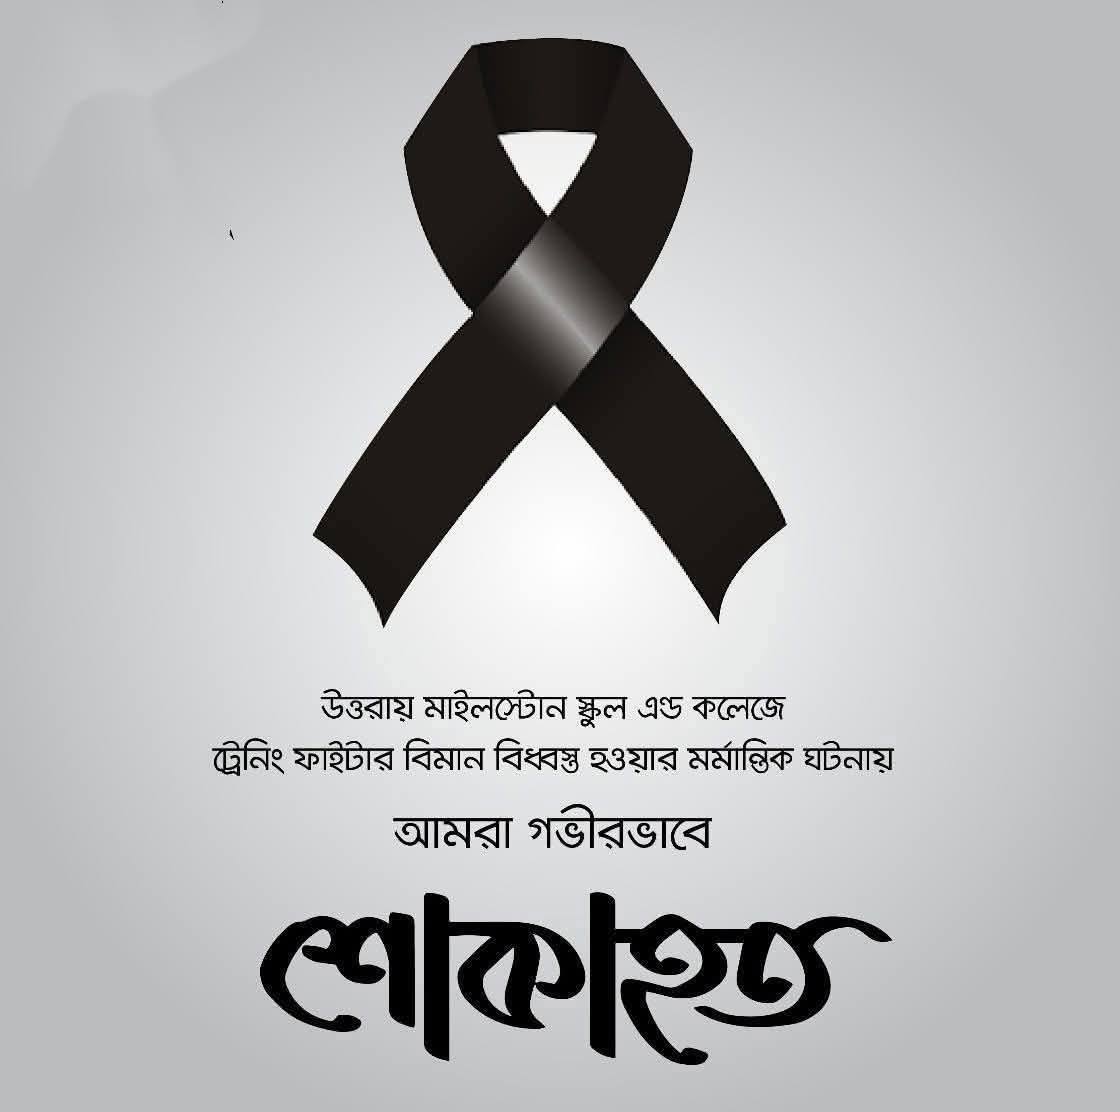 উত্তরায় মাইলস্টোন স্কুল এণ্ড কলেজে
ট্রেনিং ফাইটার বিমান বিধ্বস্ত হওয়ার মর্মান্তিক ঘটনায়
আমরা গভীরভাবে
শোকাহত